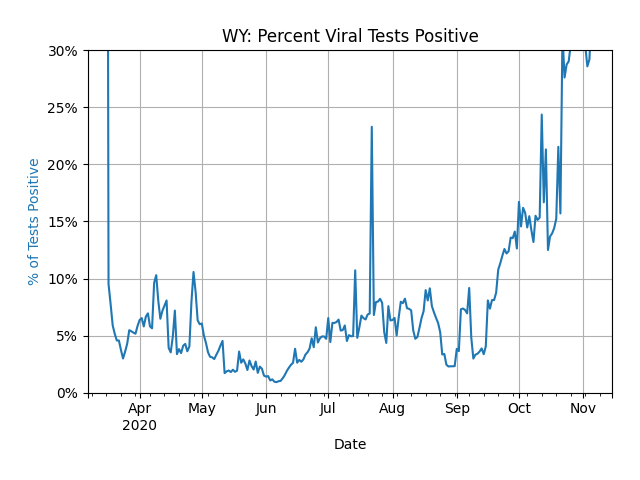 WY: Percent Viral Tests Positive
30%
25%
20%
15%
10%
5%
0%
% of Tests Positive
Apr May Jun Jul Aug Sep Oct Nov
2020
Date